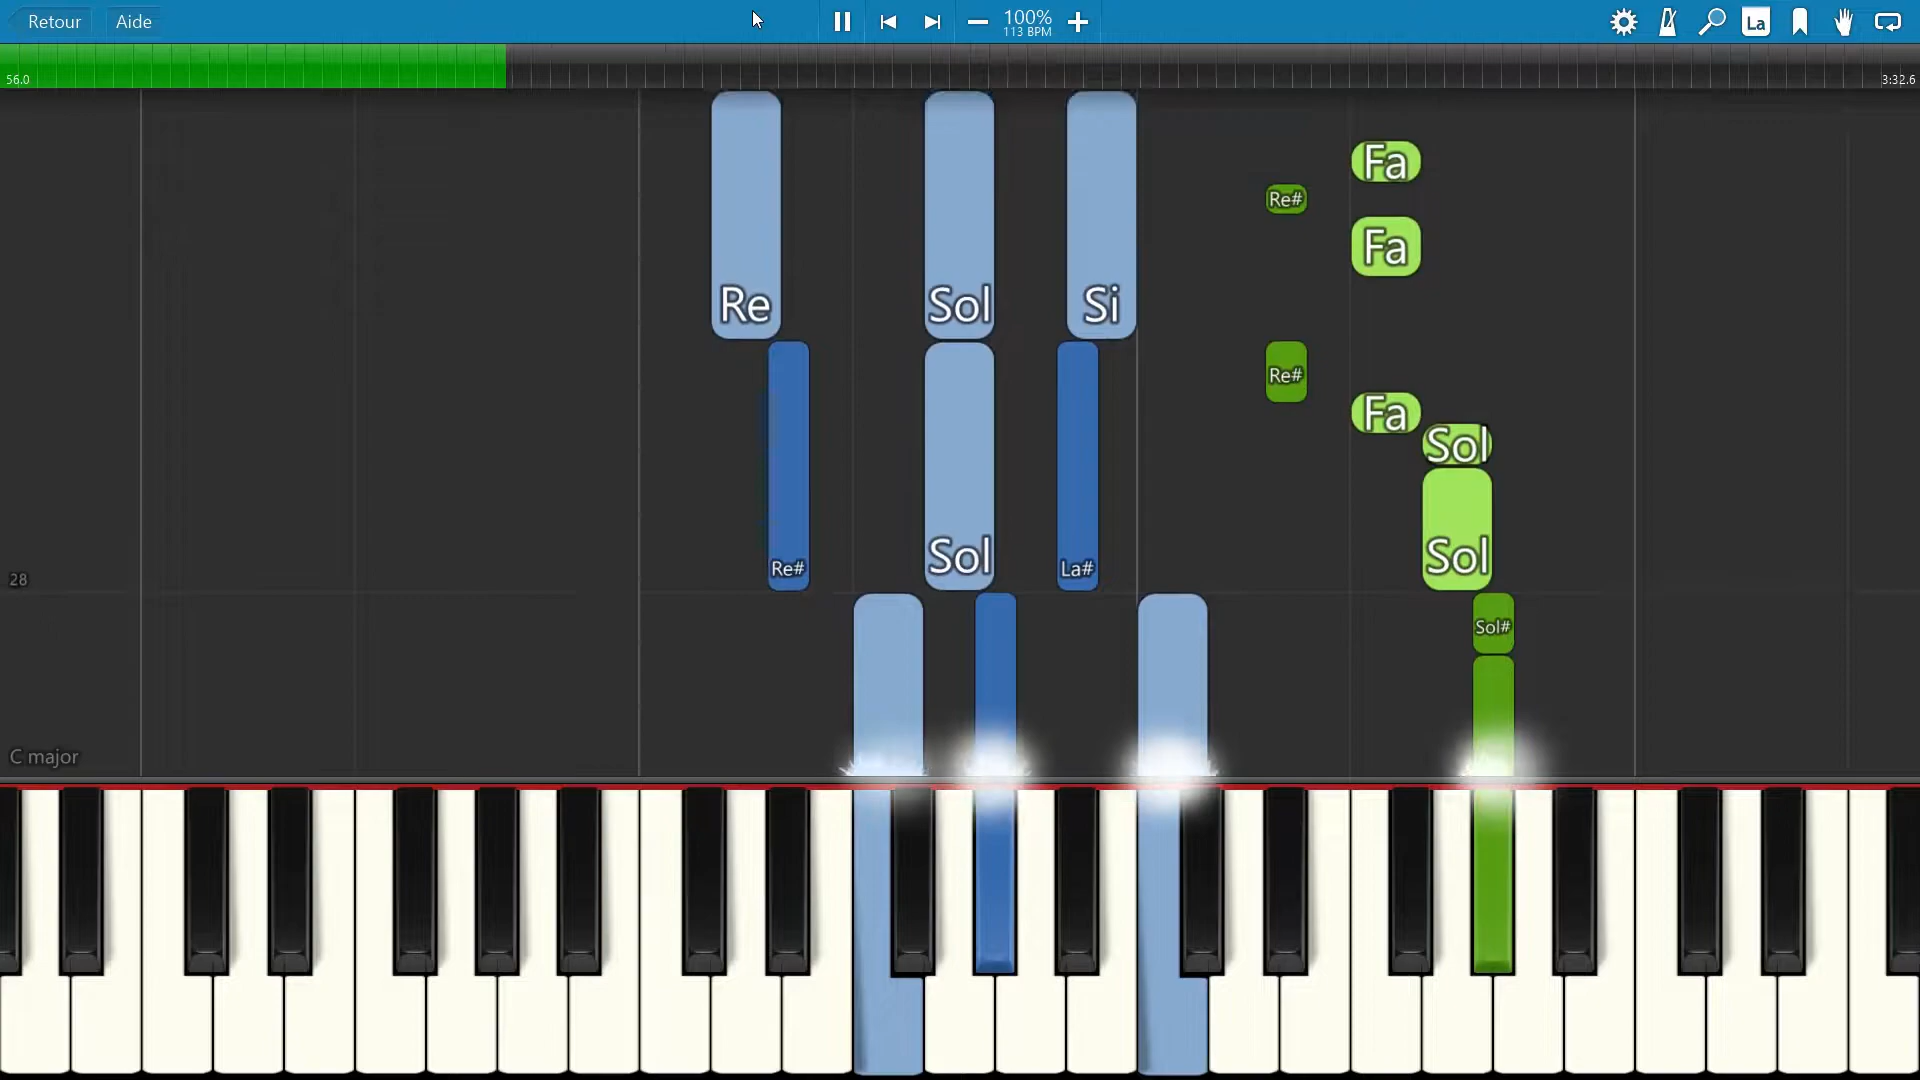 Retour Aide 100% La
113 BPM
56.0 3:32.6
Fa
Re#
Fa
Re Sol Si
Re#
Fa
Sol
Sol Sol
Re# La#
28
Sol#
C major